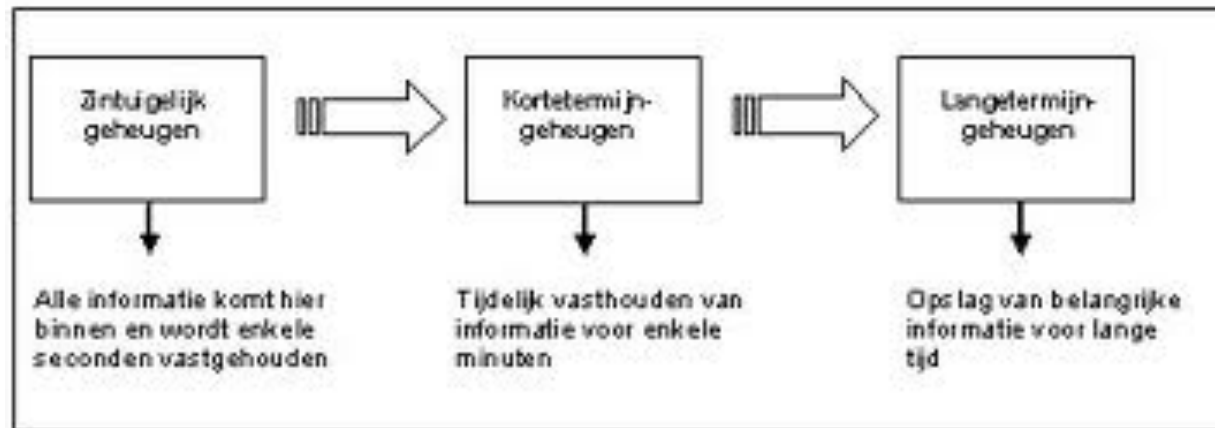 Zintuigelijk
geheugen
Kortetermijn-
geheugen
Langetermijn-
geheugen
Alle informatie komt hier
binnen en wordt enkele
seconden vastgehouden
Tijdelijk vasthouden van
informatie voor enkele
minuten
Opslag van belangrijke
informatie voor lange
tijd